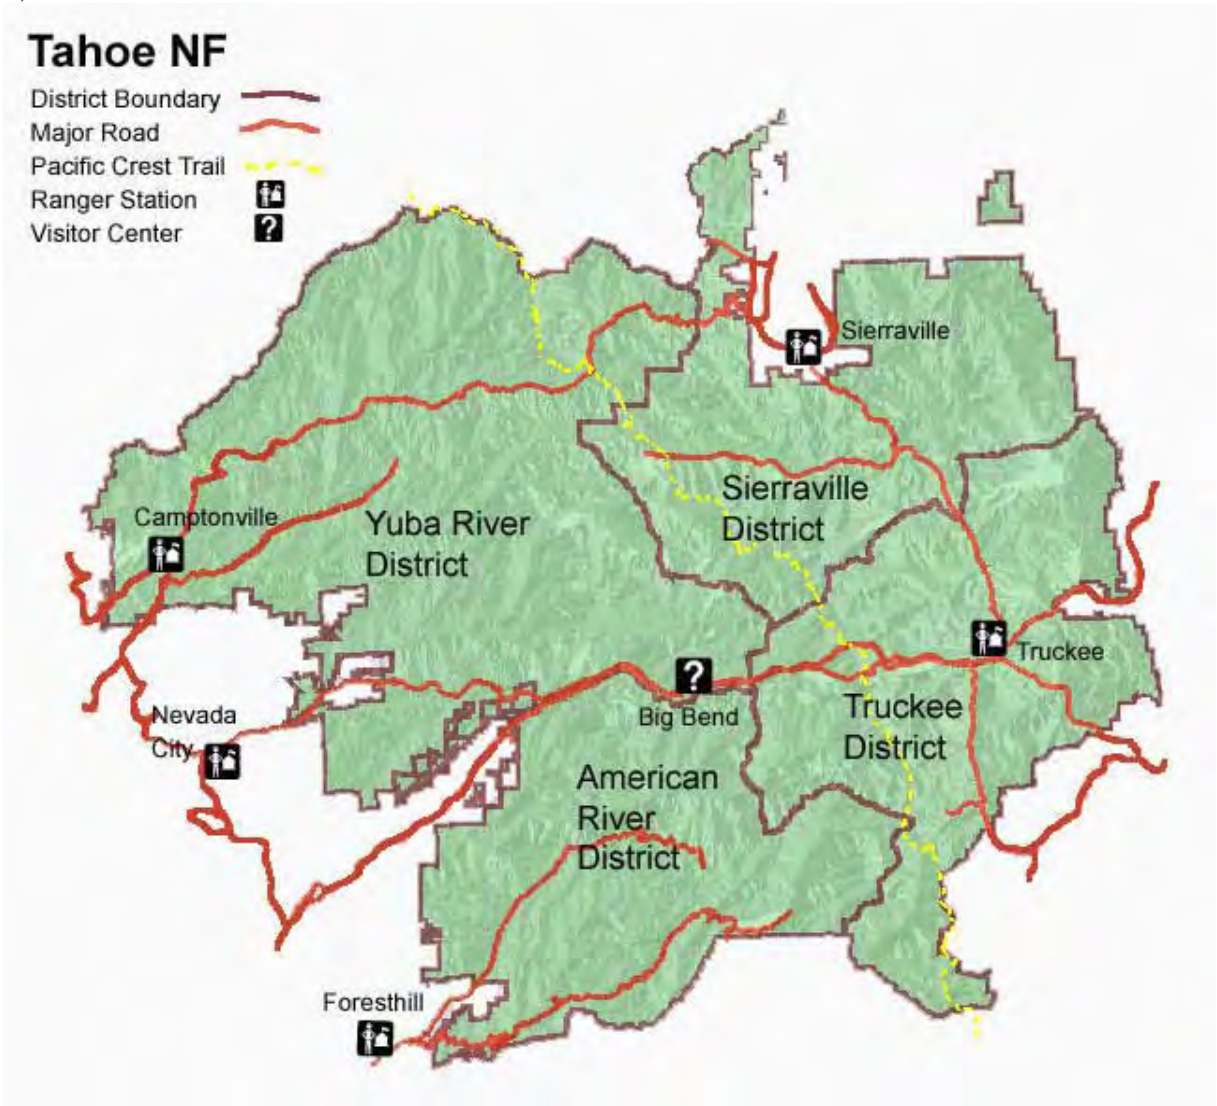 Tahoe NF
District Boundary
Major Road
Pacific Crest Trail
Ranger Station
Visitor Center
?
Sierraville
Sierraville
District
Camptonville
Yuba River
District
Truckee
?
Big Bend
Truckee
District
Nevada
City
American
River
District
Foresthill